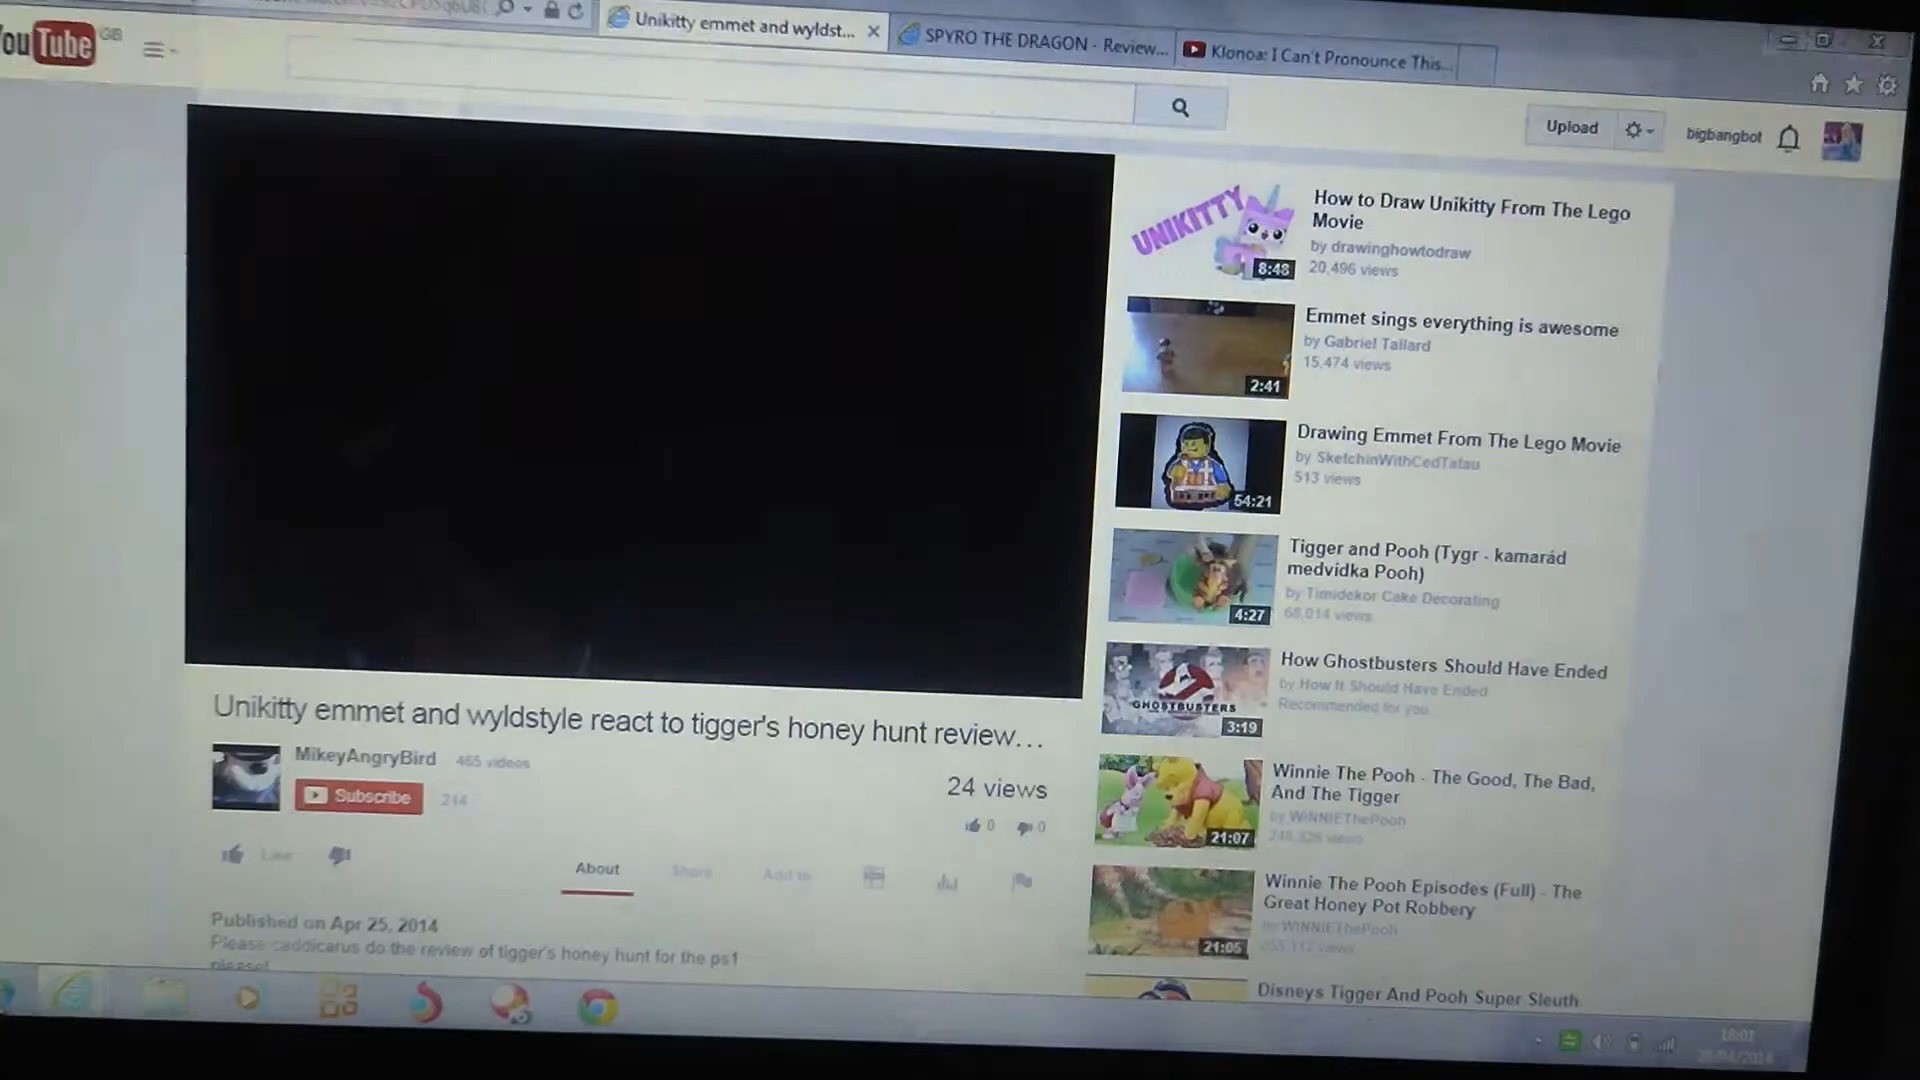 Unikitty emmet and wyldst...
SPYRO THE DRAGON - Review...
Klonoa: I Can't Pronounce This...
YouTube GB
Upload
bigbangbot
UNIKITTY
8:48
How to Draw Unikitty From The Lego
Movie
by drawinghowtodraw
20,496 views
2:41
Emmet sings everything is awesome
by Gabriel Tallard
15,474 views
54:21
Drawing Emmet From The Lego Movie
by SketchinWithCedTatau
513 views
4:27
Tigger and Pooh (Tygr - kamarád
medvidka Pooh)
by Timidekor Cake Decorating
views
GHOSTBUSTERS
3:19
How Ghostbusters Should Have Ended
by How It Should Have Ended
Recommended for you
21:07
Winnie The Pooh - The Good, The Bad,
And The Tigger
by WiNNIEThePooh
views
21:05
Winnie The Pooh Episodes (Full) - The
Great Honey Pot Robbery
by WiNNIEThePooh
views
Disneys Tigger And Pooh Super Sleuth
Unikitty emmet and wyldstyle react to tigger's honey hunt review...
MikeyAngryBird 465 videos
Subscribe 214
24 views
0 0
Like
About Share Add to
Published on Apr 25, 2014
Please caddicarus do the review of tigger's honey hunt for the ps1
please!
18:01